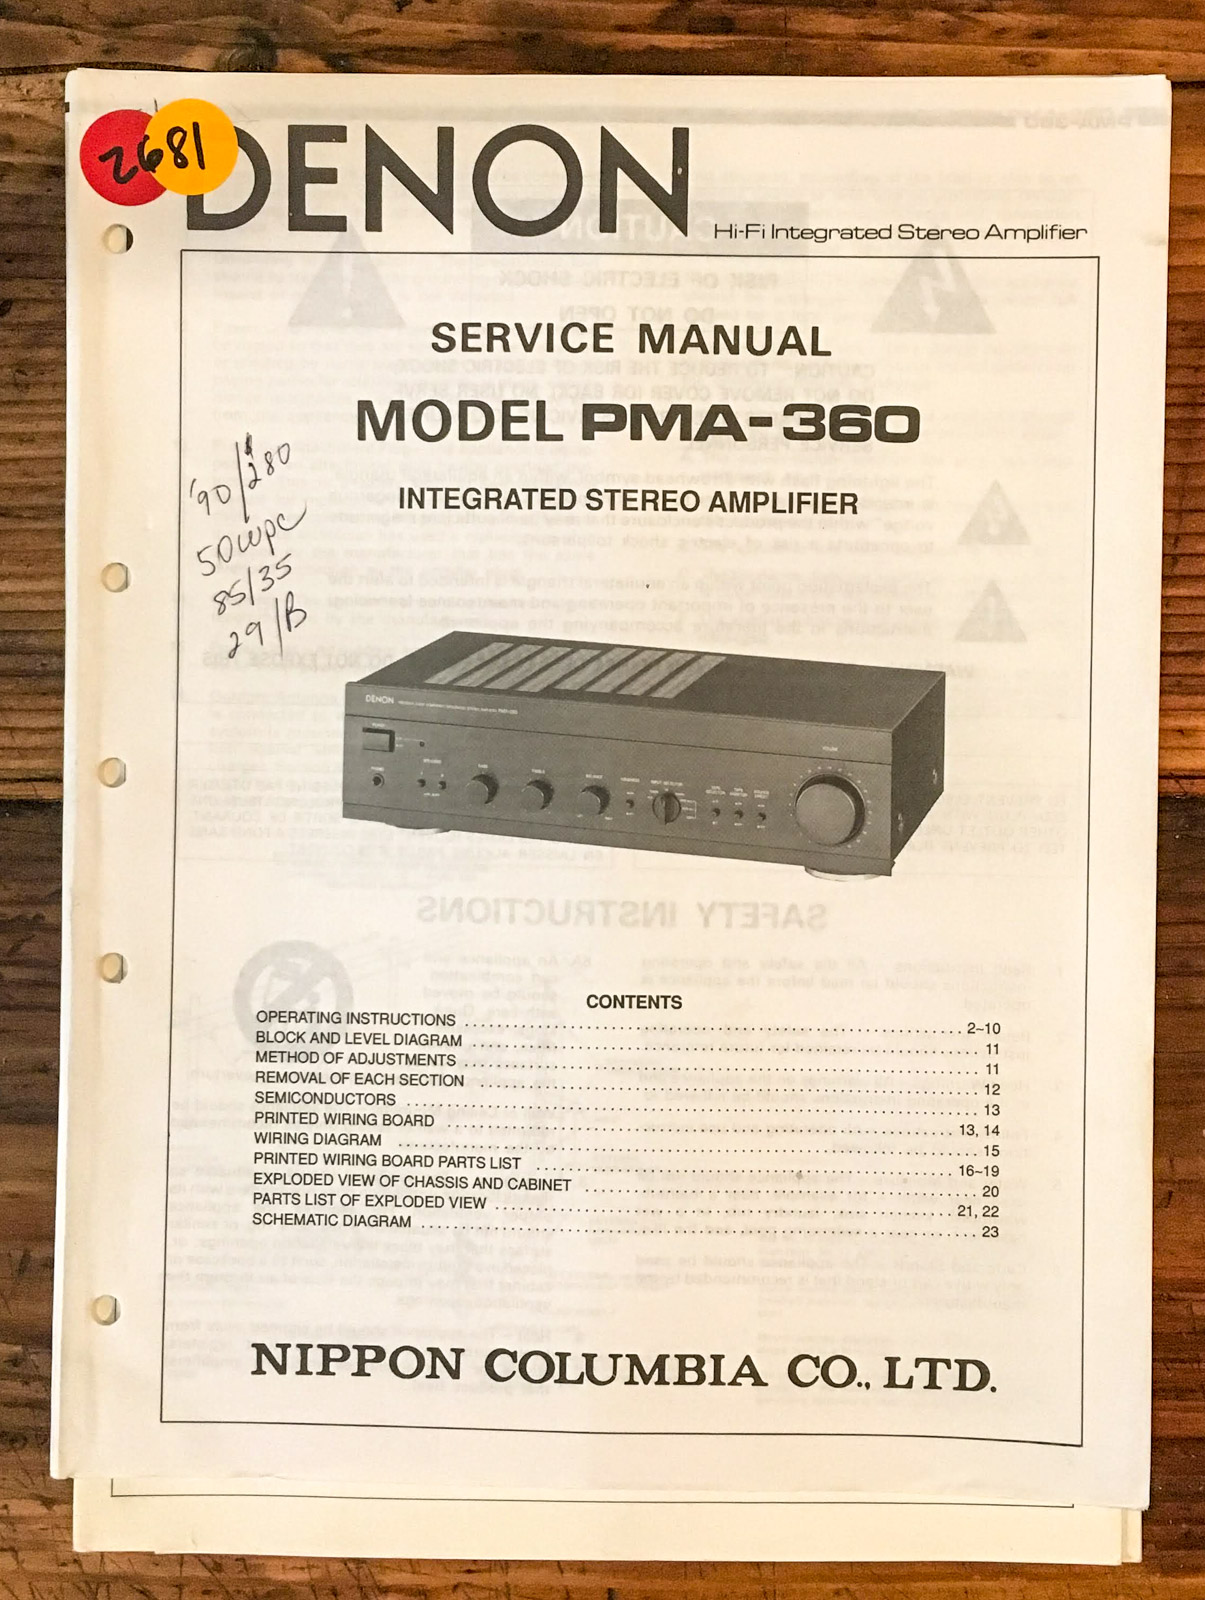 2681
DENON
Hi-Fi Integrated Stereo Amplifier
SERVICE MANUAL
MODEL PMA-360
INTEGRATED STEREO AMPLIFIER
'90/280
50wpc
85/35
29/B
DENON
CONTENTS
OPERATING INSTRUCTIONS ........ 2~10
BLOCK AND LEVEL DIAGRAM ........ 11
METHOD OF ADJUSTMENTS ........ 11
REMOVAL OF EACH SECTION ........ 12
SEMICONDUCTORS ........ 13
PRINTED WIRING BOARD ........ 13, 14
WIRING DIAGRAM ........ 15
PRINTED WIRING BOARD PARTS LIST ........ 16~19
EXPLODED VIEW OF CHASSIS AND CABINET ........ 20
PARTS LIST OF EXPLODED VIEW ........ 21, 22
SCHEMATIC DIAGRAM ........ 23
NIPPON COLUMBIA CO., LTD.